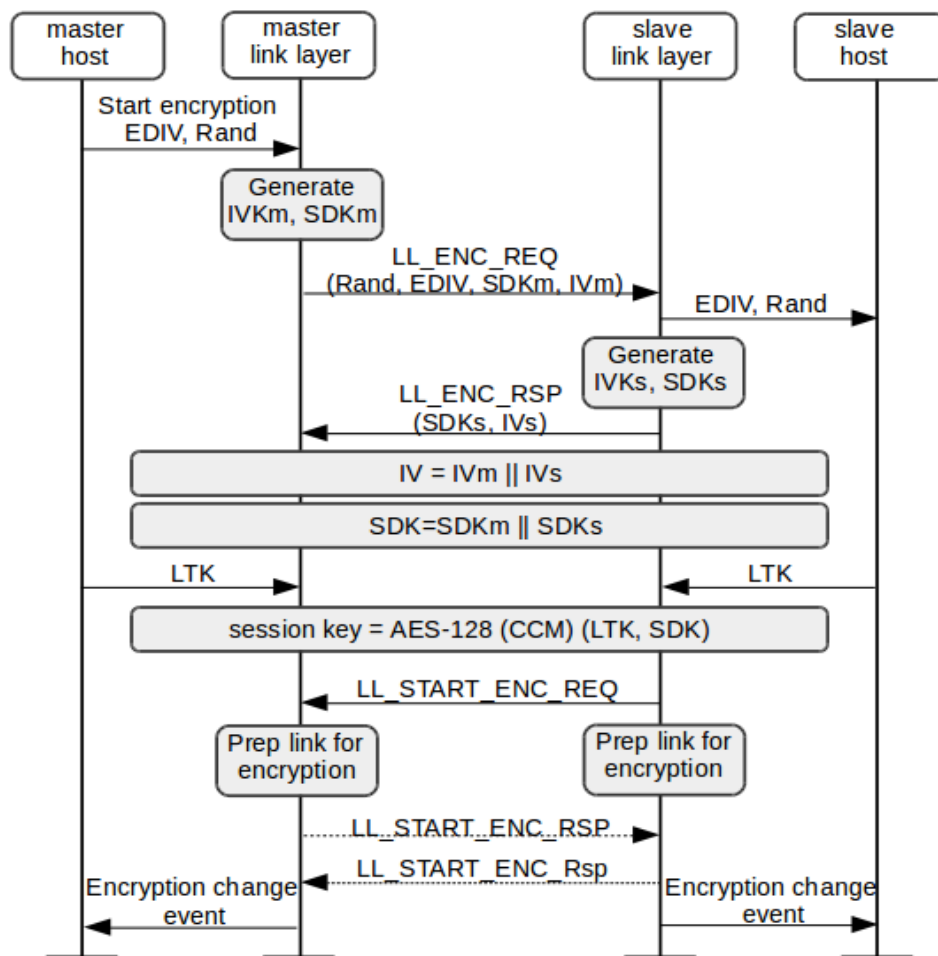 master
host
master
link layer
slave
link layer
slave
host
Start encryption
EDIV, Rand
Generate
IVKm, SDKm
LL_ENC_REQ
(Rand, EDIV, SDKm, IVm)
EDIV, Rand
Generate
IVKs, SDKs
LL_ENC_RSP
(SDKs, IVs)
IV = IVm || IVs
SDK=SDKm || SDKs
LTK
LTK
session key = AES-128 (CCM) (LTK, SDK)
LL_START_ENC_REQ
Prep link for
encryption
Prep link for
encryption
LL_START_ENC_RSP
LL_START_ENC_Rsp
Encryption change
event
Encryption change
event